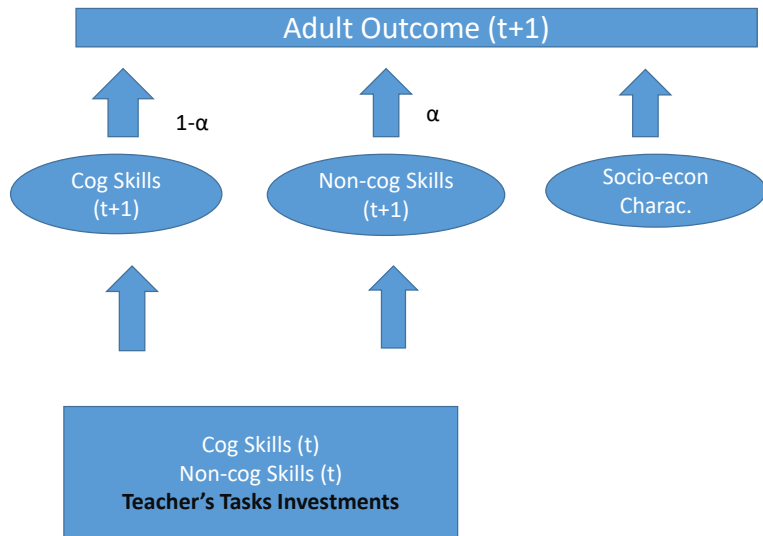 Adult Outcome (t+1)
1-α
α
Cog Skills
(t+1)
Non-cog Skills
(t+1)
Socio-econ
Charac.
Cog Skills (t)
Non-cog Skills (t)
Teacher’s Tasks Investments